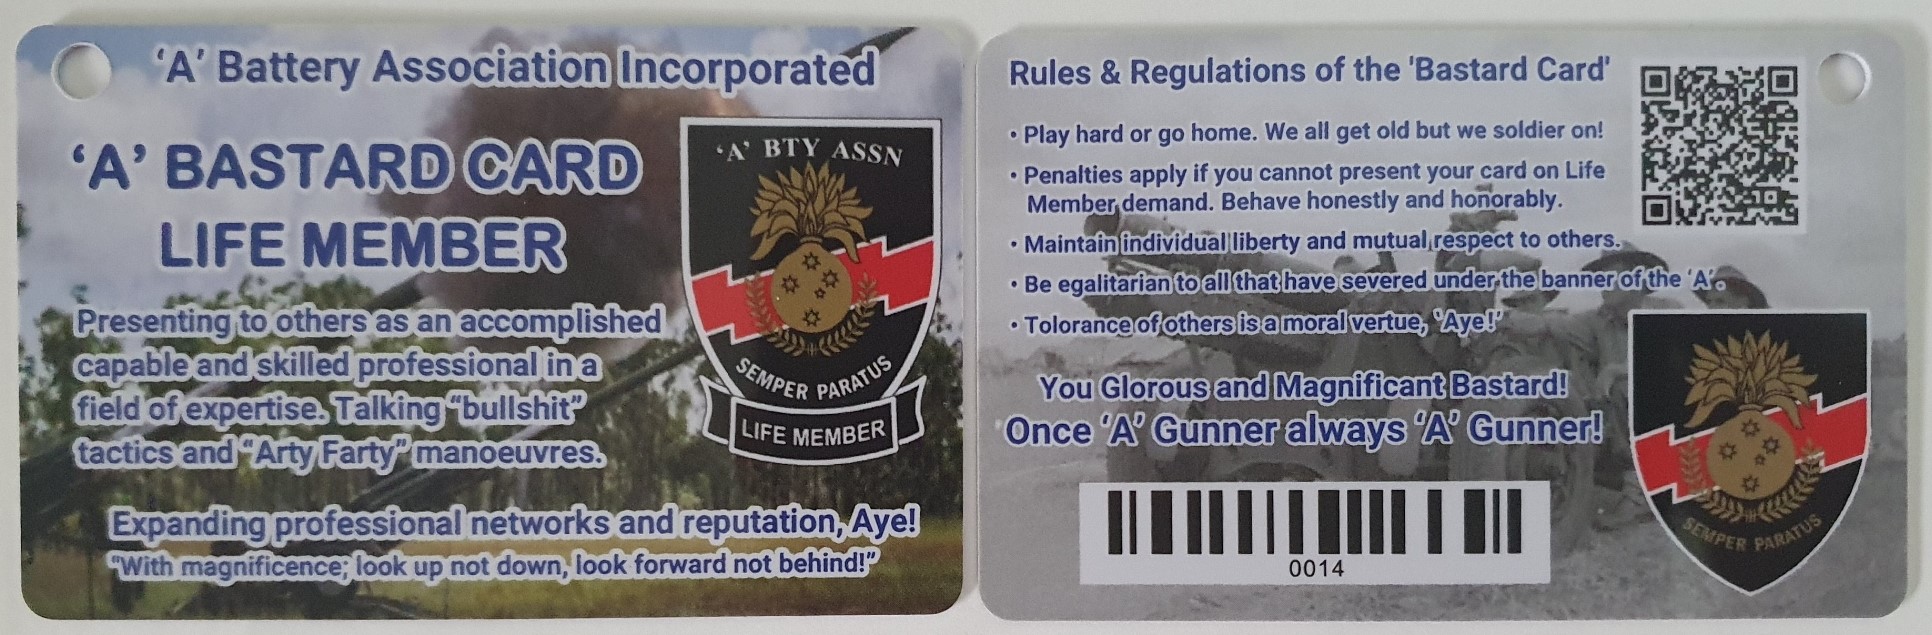 ‘A’ Battery Association Incorporated
‘A’ BASTARD CARD
LIFE MEMBER
Presenting to others as an accomplished
capable and skilled professional in a
field of expertise. Talking “bullshit”
tactics and “Arty Farty” manoeuvres.
Expanding professional networks and reputation, Aye!
“With magnificence; look up not down, look forward not behind!”
‘A’ BTY ASSN
SEMPER PARATUS
LIFE MEMBER
Rules & Regulations of the 'Bastard Card'
• Play hard or go home. We all get old but we soldier on!
• Penalties apply if you cannot present your card on Life
Member demand. Behave honestly and honorably.
• Maintain individual liberty and mutual respect to others.
• Be egalitarian to all that have severed under the banner of the ‘A’.
• Tolorance of others is a moral vertue, ‘Aye!’
You Glorous and Magnificant Bastard!
Once ‘A’ Gunner always ‘A’ Gunner!
0014
SEMPER PARATUS